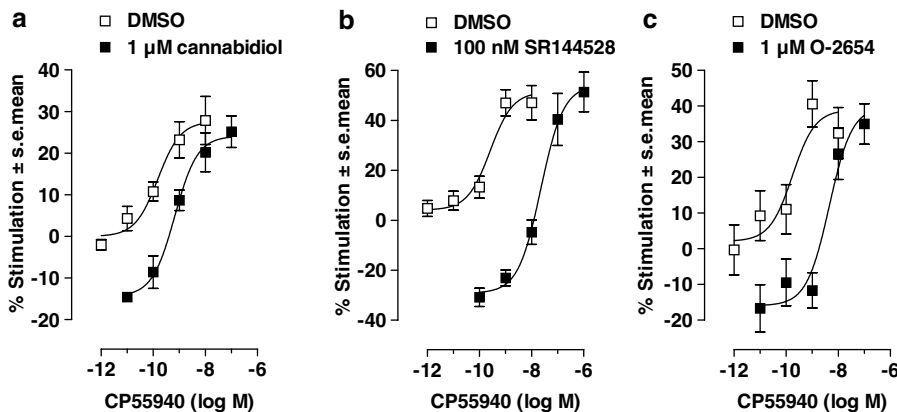 a
□ DMSO
■ 1 µM cannabidiol
% Stimulation ± s.e.mean
40
30
20
10
0
-10
-20
-12 -10 -8 -6
CP55940 (log M)
b
□ DMSO
■ 100 nM SR144528
% Stimulation ± s.e.mean
60
40
20
0
-20
-40
-12 -10 -8 -6
CP55940 (log M)
c
□ DMSO
■ 1 µM O-2654
% Stimulation ± s.e.mean
50
40
30
20
10
0
-10
-20
-12 -10 -8 -6
CP55940 (log M)